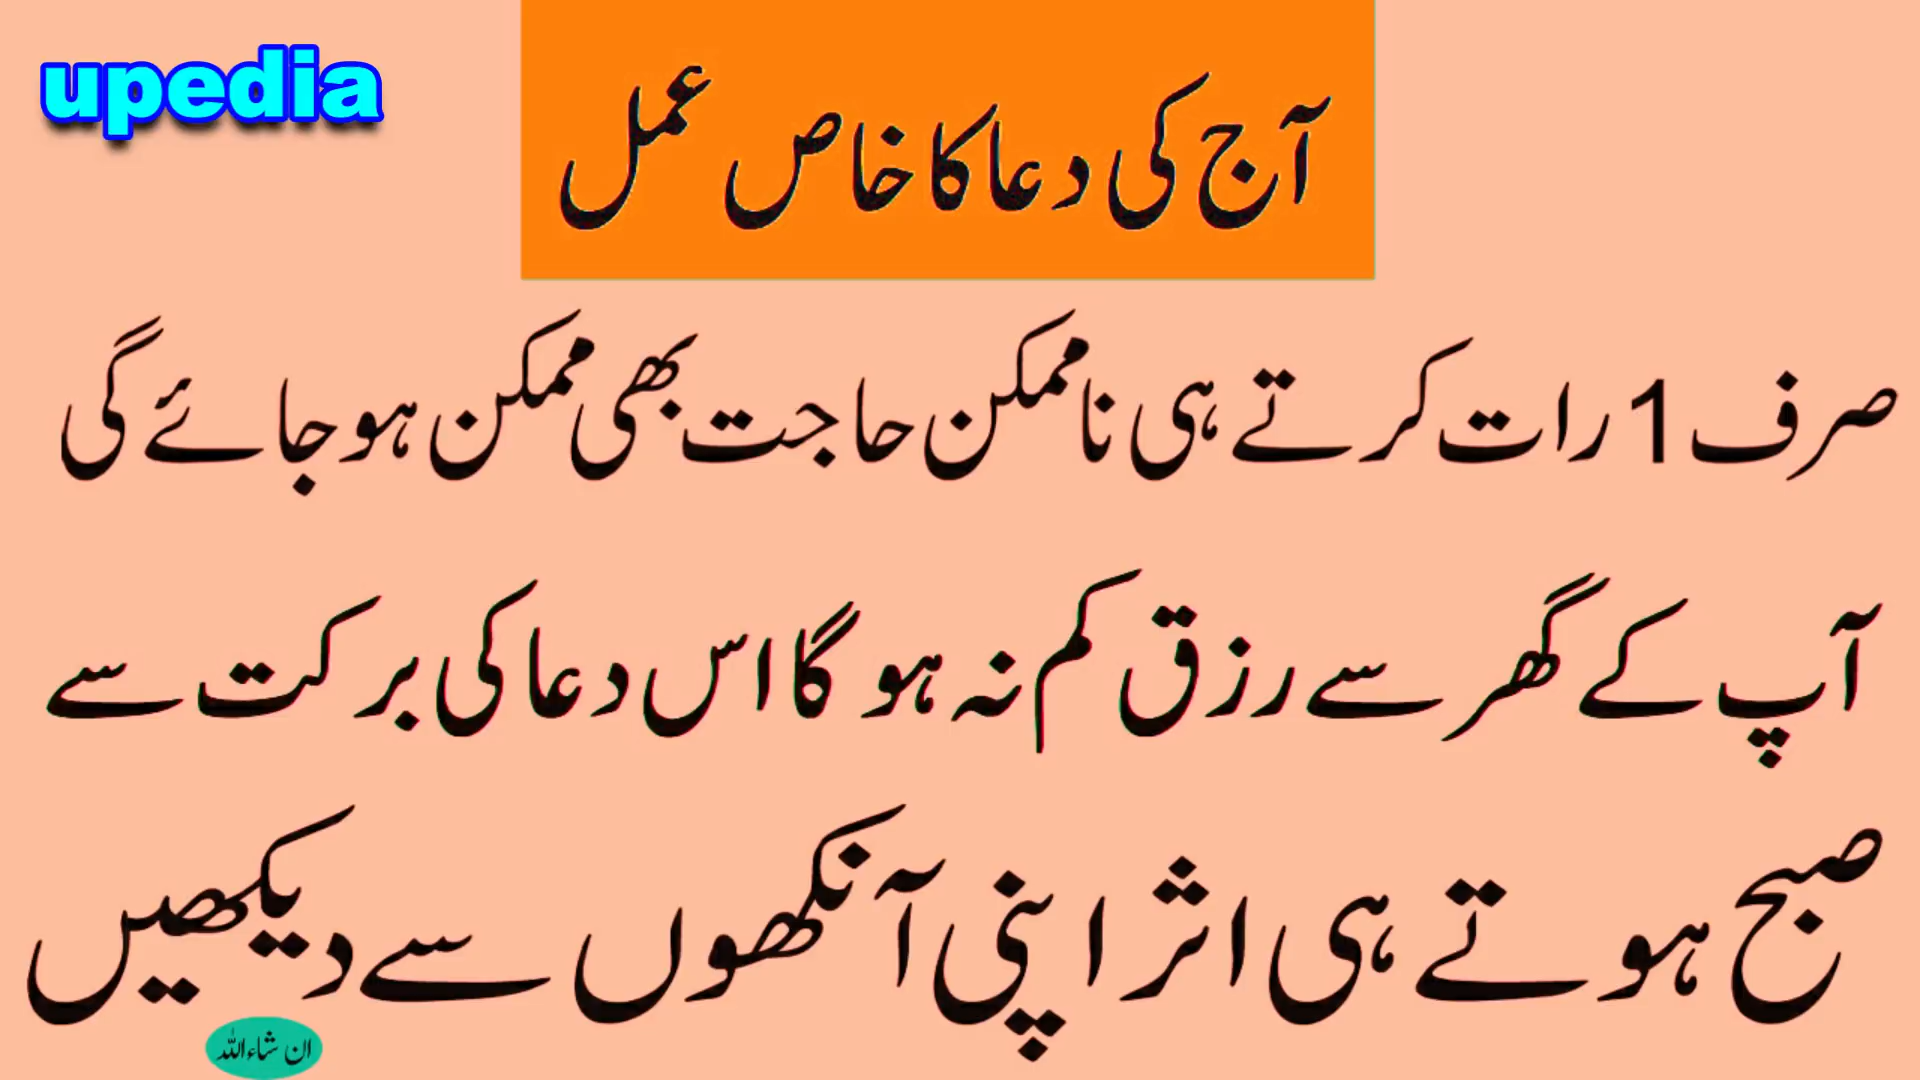 upedia
آج کی دعا کا خاص عمل
صرف 1 رات کرتے ہی ناممکن حاجت بھی ممکن ہو جائے گی
آپ کے گھر سے رزق کم نہ ہو گا اس دعا کی برکت سے
صبح ہوتے ہی اثر اپنی آنکھوں سے دیکھیں
ان شاءاللہ